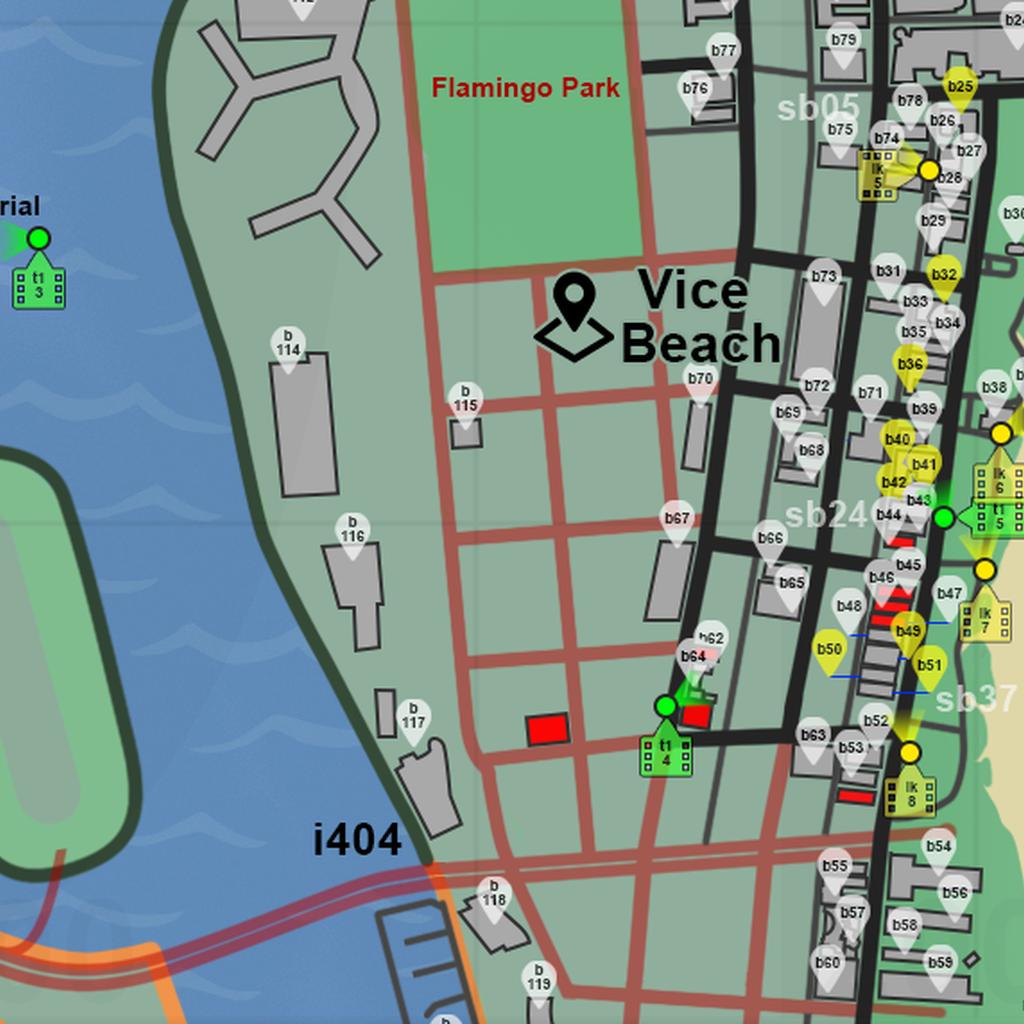 b77
b79
Flamingo Park
b76
sb05
b25
b78
b26
b75
b74
b27
lk
5
b28
rial
b29
t1
3
b73
b31
b32
Vice
Beach
b33
b34
b35
b
114
b36
b70
b72
b71
b38
b
115
b69
b39
b68
b40
b41
b42
lk
6
b43
sb24
b44
t1
5
b67
b
116
b66
b45
b46
b65
b47
b48
lk
7
b62
b49
b64
b50
b51
sb37
b
117
b52
b63
b53
t1
4
lk
8
i404
b54
b55
b56
b
118
b57
b58
b60
b59
b
119